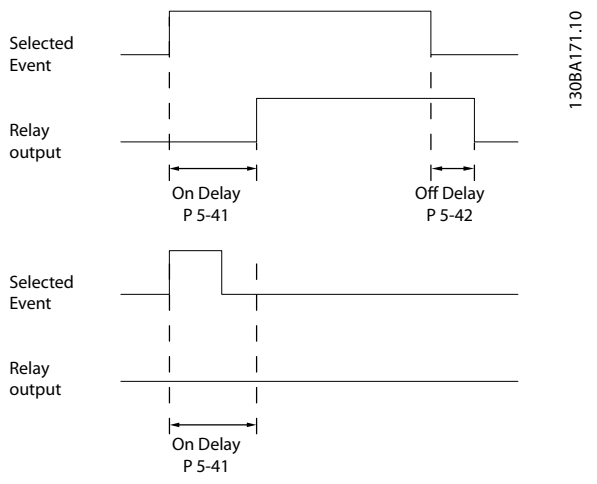 Selected
Event
130BA171.10
Relay
output
On Delay
P 5-41
Off Delay
P 5-42
Selected
Event
Relay
output
On Delay
P 5-41